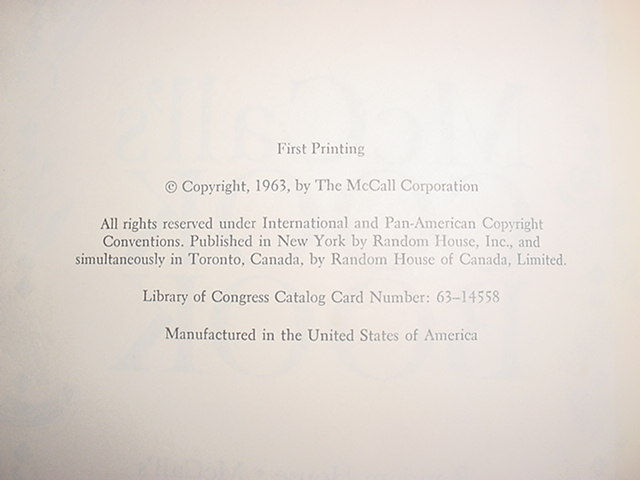 First Printing
© Copyright, 1963, by The McCall Corporation
All rights reserved under International and Pan-American Copyright
Conventions. Published in New York by Random House, Inc., and
simultaneously in Toronto, Canada, by Random House of Canada, Limited.
Library of Congress Catalog Card Number: 63–14558
Manufactured in the United States of America